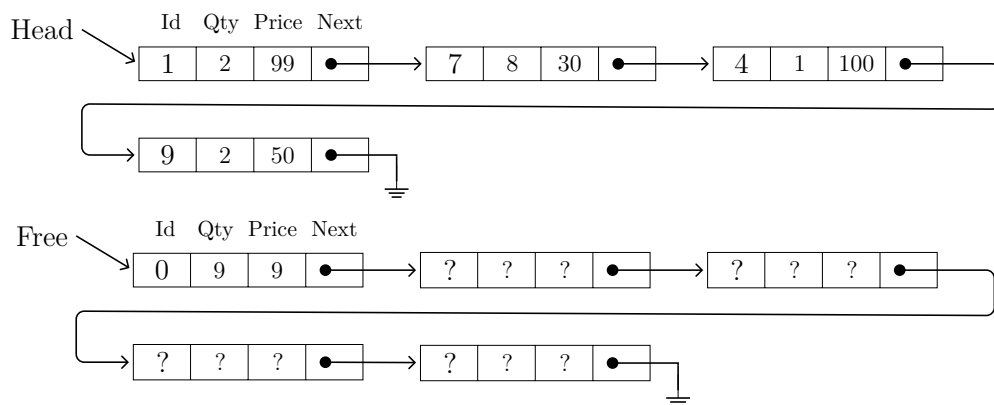 Id Qty Price Next
Head
1 2 99 7 8 30 4 1 100
9 2 50
Id Qty Price Next
Free
0 9 9 ? ? ? ? ? ?
? ? ? ? ? ?